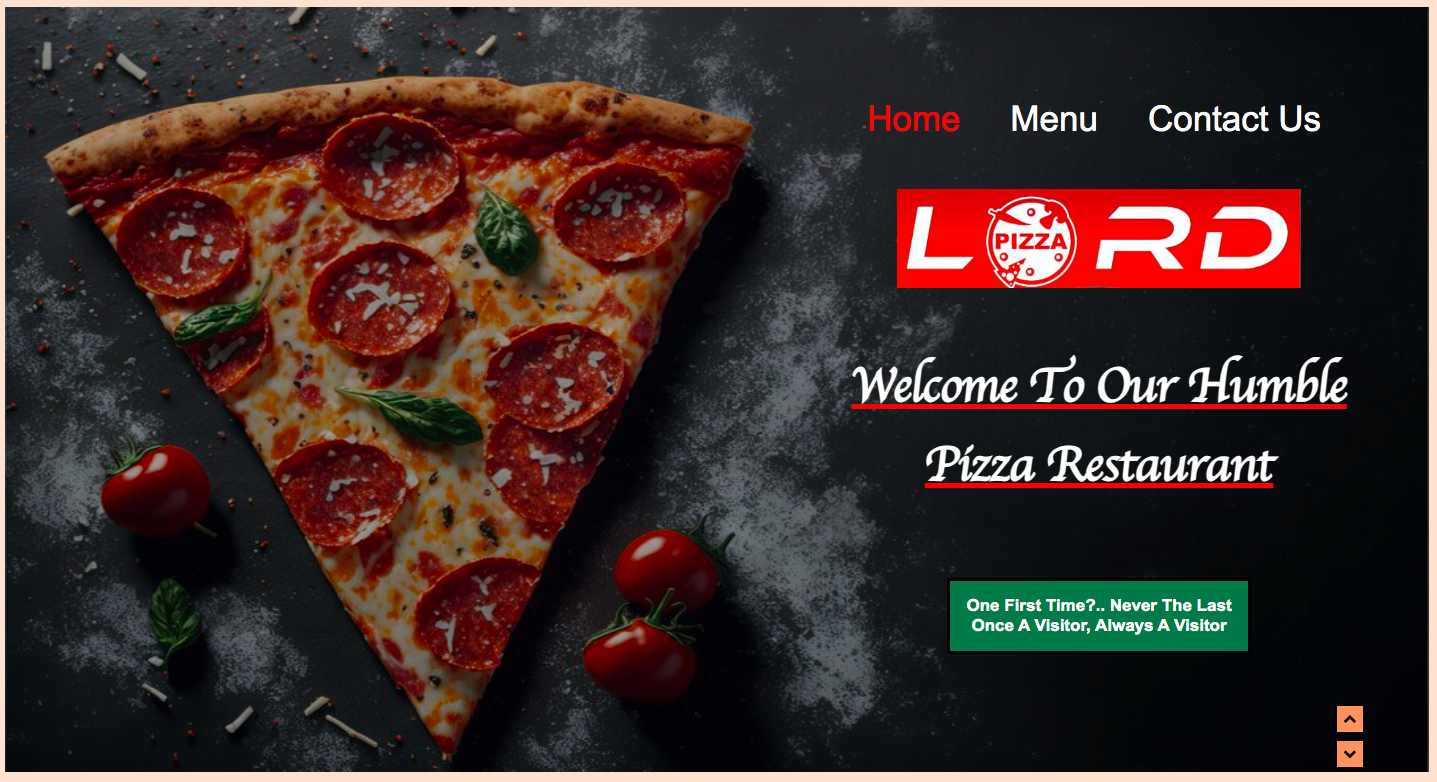 Home Menu Contact Us
LORD
PIZZA
Welcome To Our Humble
Pizza Restaurant
One First Time?.. Never The Last
Once A Visitor, Always A Visitor